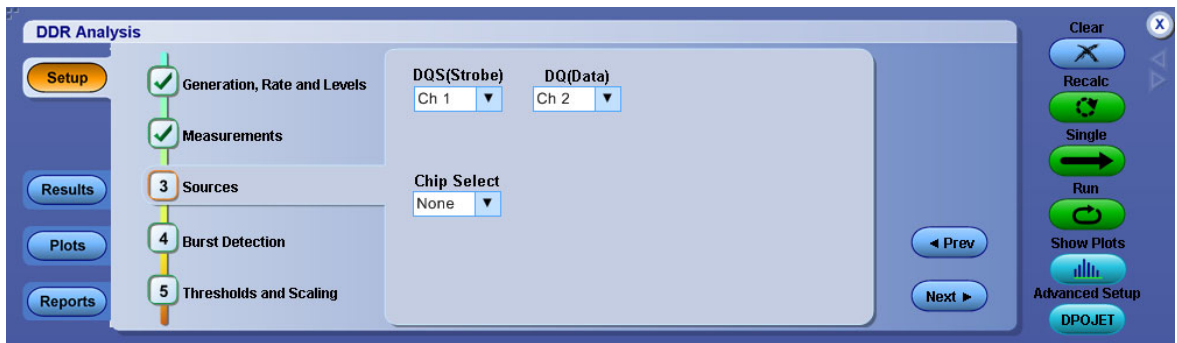 DDR Analysis
Setup
Results
Plots
Reports
Generation, Rate and Levels
Measurements
3 Sources
4 Burst Detection
5 Thresholds and Scaling
DQS(Strobe) DQ(Data)
Ch 1 ▼ Ch 2 ▼
Chip Select
None ▼
◄ Prev
Next ►
Clear
Recalc
Single
Run
Show Plots
Advanced Setup
DPOJET
X